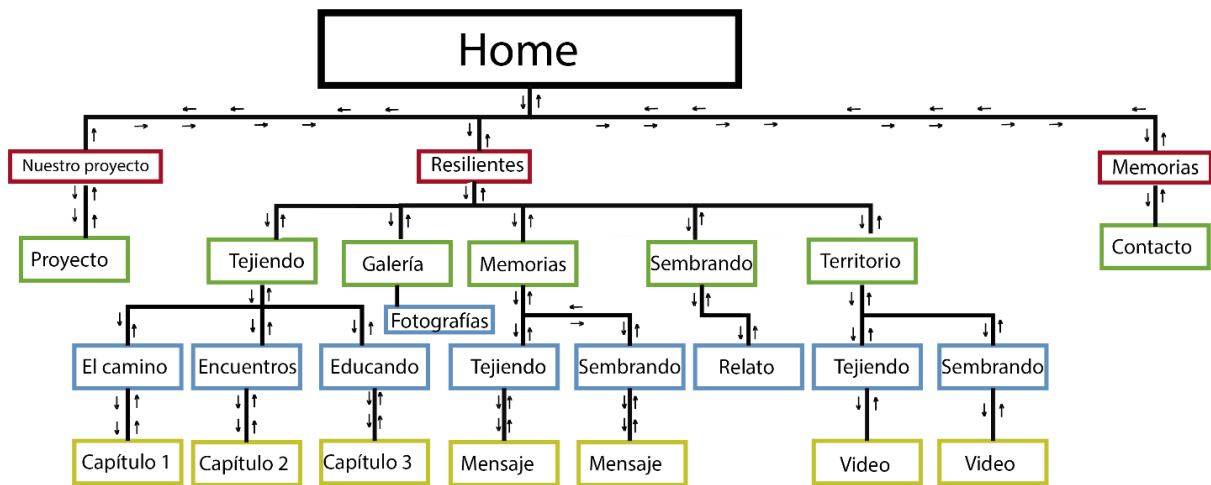 Home
Nuestro proyecto
Resilientes
Memorias
Proyecto
Tejiendo
Galería
Memorias
Sembrando
Territorio
Contacto
Fotografías
El camino
Encuentros
Educando
Tejiendo
Sembrando
Relato
Tejiendo
Sembrando
Capítulo 1
Capítulo 2
Capítulo 3
Mensaje
Mensaje
Video
Video